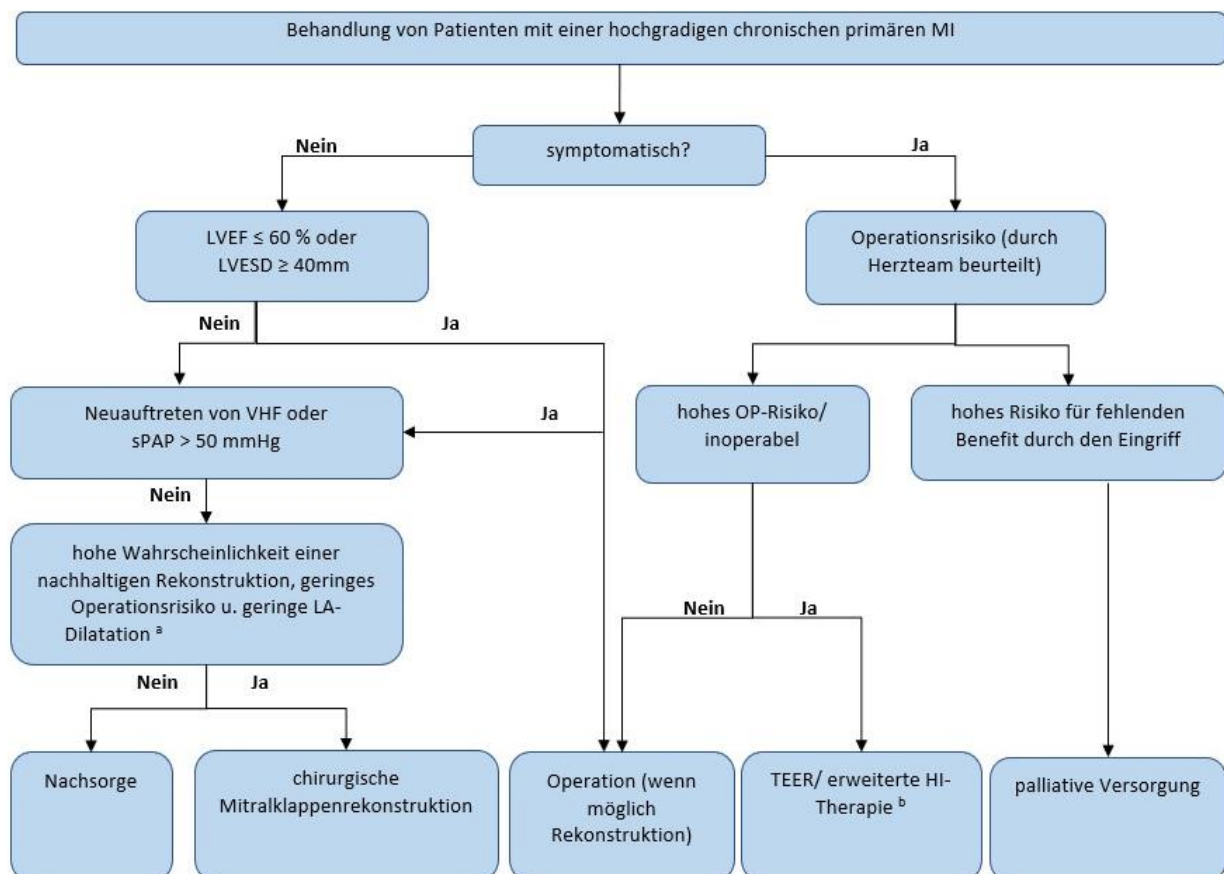 Behandlung von Patienten mit einer hochgradigen chronischen primären MI
symptomatisch?
Nein
Ja
LVEF ≤ 60 % oder
LVESD ≥ 40mm
Operationsrisiko (durch
Herzteam beurteilt)
Nein
Ja
Neuauftreten von VHF oder
sPAP > 50 mmHg
Ja
hohes OP-Risiko/
inoperabel
hohes Risiko für fehlenden
Benefit durch den Eingriff
Nein
hohe Wahrscheinlichkeit einer
nachhaltigen Rekonstruktion, geringes
Operationsrisiko u. geringe LA-
Dilatation ᵃ
Nein
Ja
Nein
Ja
Nachsorge
chirurgische
Mitralklappenrekonstruktion
Operation (wenn
möglich
Rekonstruktion)
TEER/ erweiterte HI-
Therapie ᵇ
palliative Versorgung